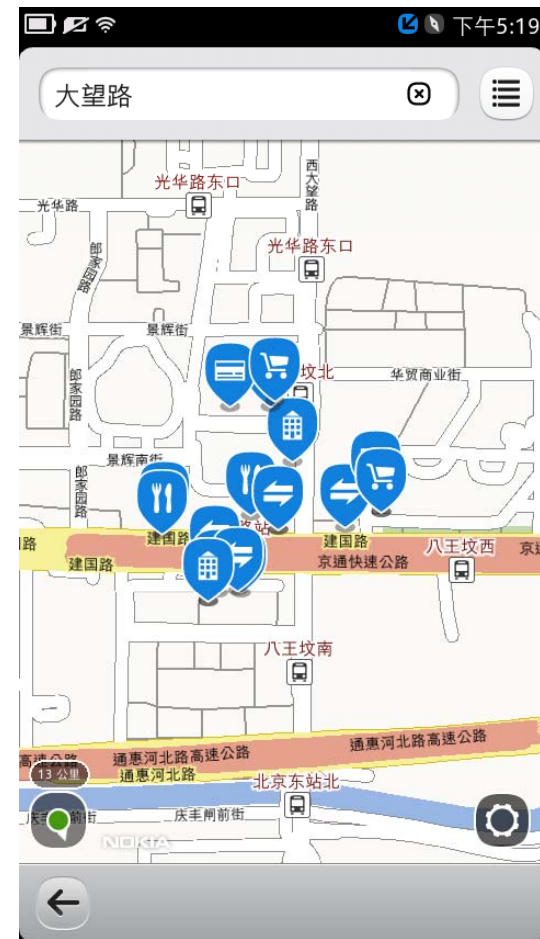 下午5:19
大望路
西大望路
光华路东口
光华路
郎家园路
光华路东口
景辉街
景辉街
坟北
华贸商业街
郎家园路
景辉南街
郎家园路
路站
路
建国路
建国路
八王坟西
京通
建国路
京通快速公路
八王坟南
通惠河北路高速公路
通惠河北路高速公路
高速公路
13 公里
通惠河北路
北京东站北
庆丰闸前街
前街
NOKIA